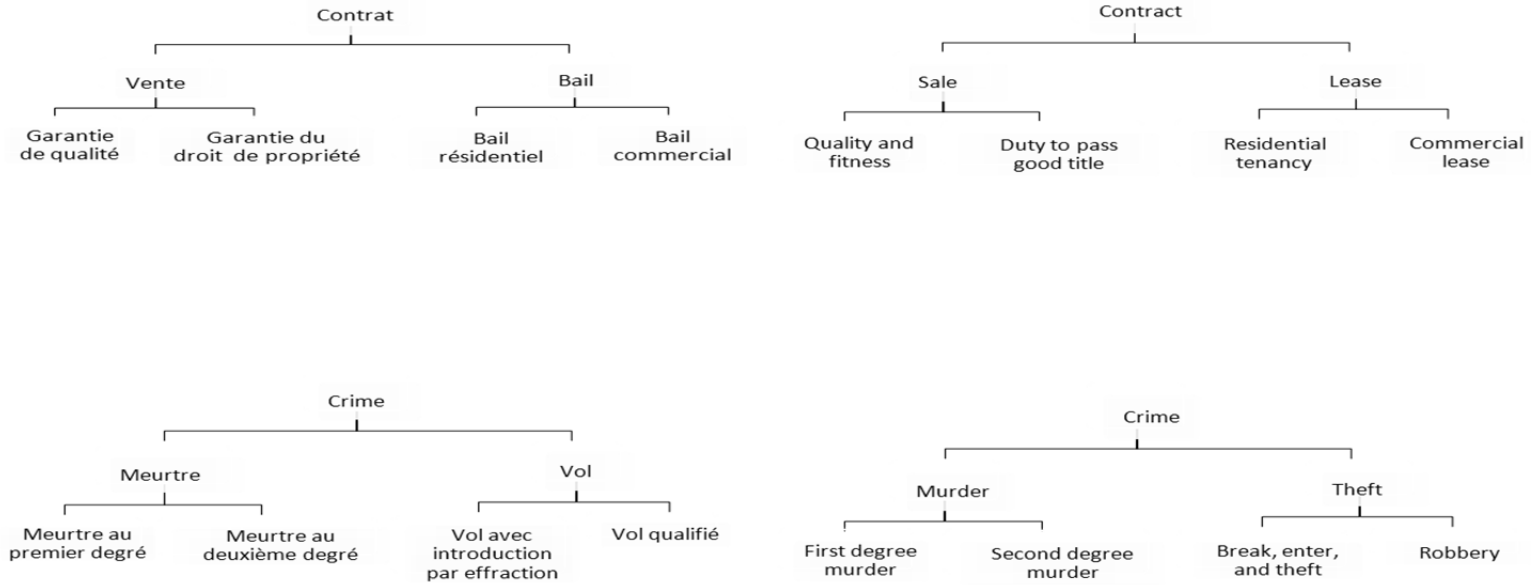 Contrat
Vente
Bail
Garantie
de qualité
Garantie du
droit de propriété
Bail
résidentiel
Bail
commercial
Contract
Sale
Lease
Quality and
fitness
Duty to pass
good title
Residential
tenancy
Commercial
lease
Crime
Meurtre
Vol
Meurtre au
premier degré
Meurtre au
deuxième degré
Vol avec
introduction
par effraction
Vol qualifié
Crime
Murder
Theft
First degree
murder
Second degree
murder
Break, enter,
and theft
Robbery